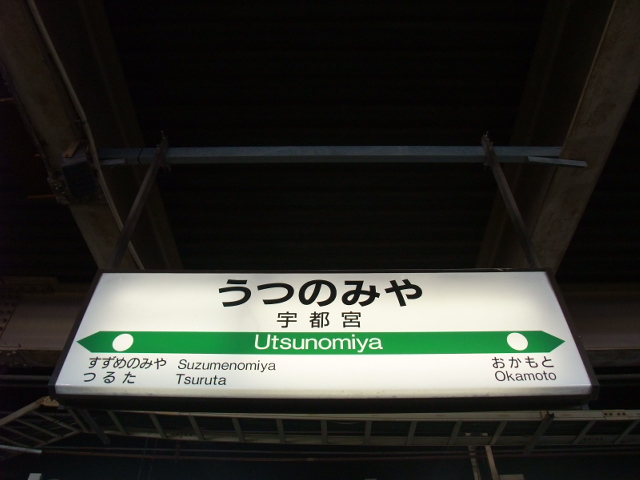 うつのみや
宇都宮
Utsunomiya
すずめのみや Suzumenomiya
つるた Tsuruta
おかもと
Okamoto